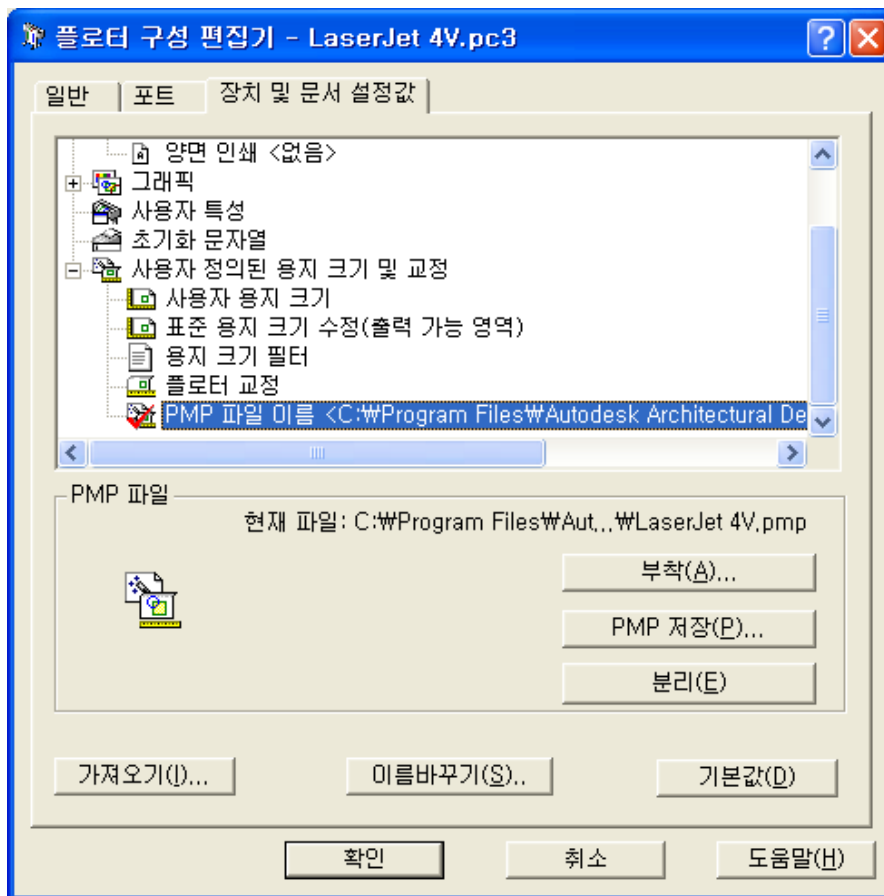 플로터 구성 편집기 - LaserJet 4V.pc3
일반 포트 장치 및 문서 설정값
양면 인쇄 <없음>
그래픽
사용자 특성
초기화 문자열
사용자 정의된 용지 크기 및 교정
사용자 용지 크기
표준 용지 크기 수정(출력 가능 영역)
용지 크기 필터
플로터 교정
PMP 파일 이름 <C:₩Program Files₩Autodesk Architectural De
PMP 파일
현재 파일: C:₩Program Files₩Aut...₩LaserJet 4V.pmp
부착(A)...
PMP 저장(P)...
분리(E)
가져오기(I)... 이름바꾸기(S).. 기본값(D)
확인 취소 도움말(H)